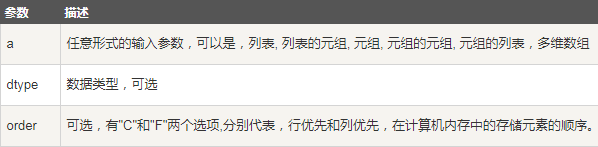 参数 描述
a 任意形式的输入参数，可以是，列表, 列表的元组, 元组, 元组的元组, 元组的列表，多维数组
dtype 数据类型，可选
order 可选，有"C"和"F"两个选项,分别代表，行优先和列优先，在计算机内存中的存储元素的顺序。